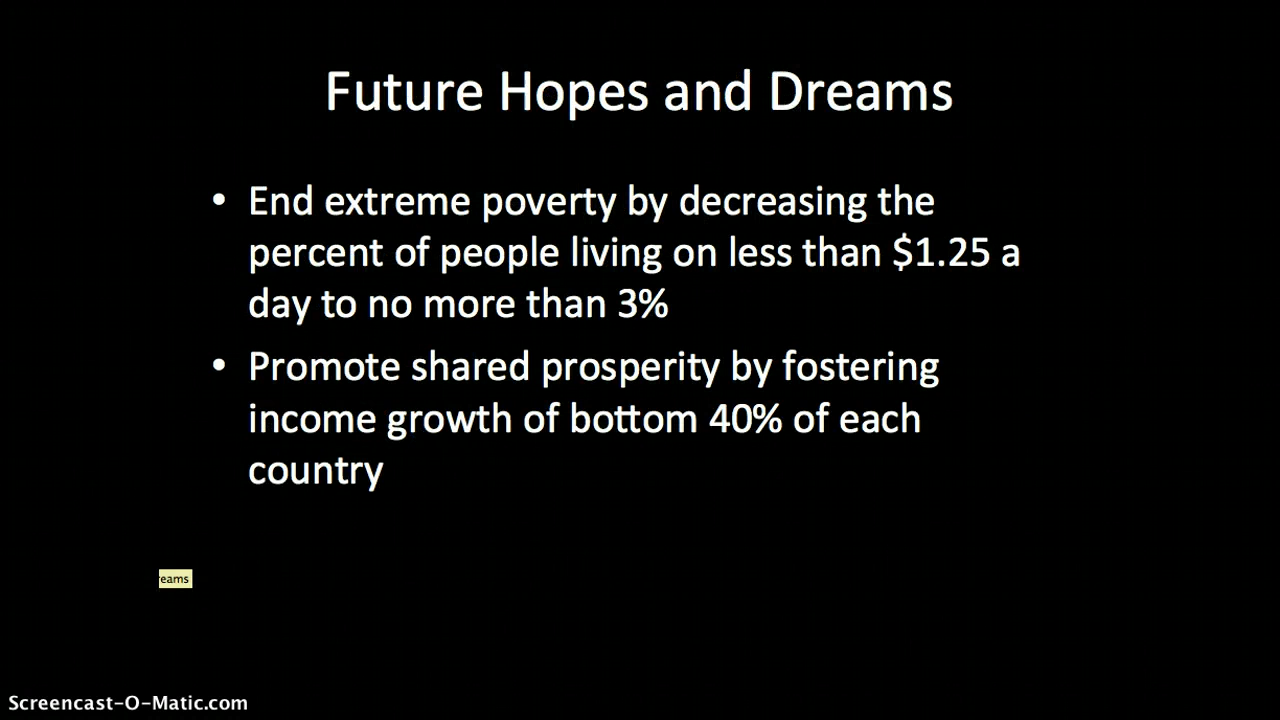 Future Hopes and Dreams
• End extreme poverty by decreasing the
percent of people living on less than $1.25 a
day to no more than 3%
• Promote shared prosperity by fostering
income growth of bottom 40% of each
country
reams
Screencast-O-Matic.com